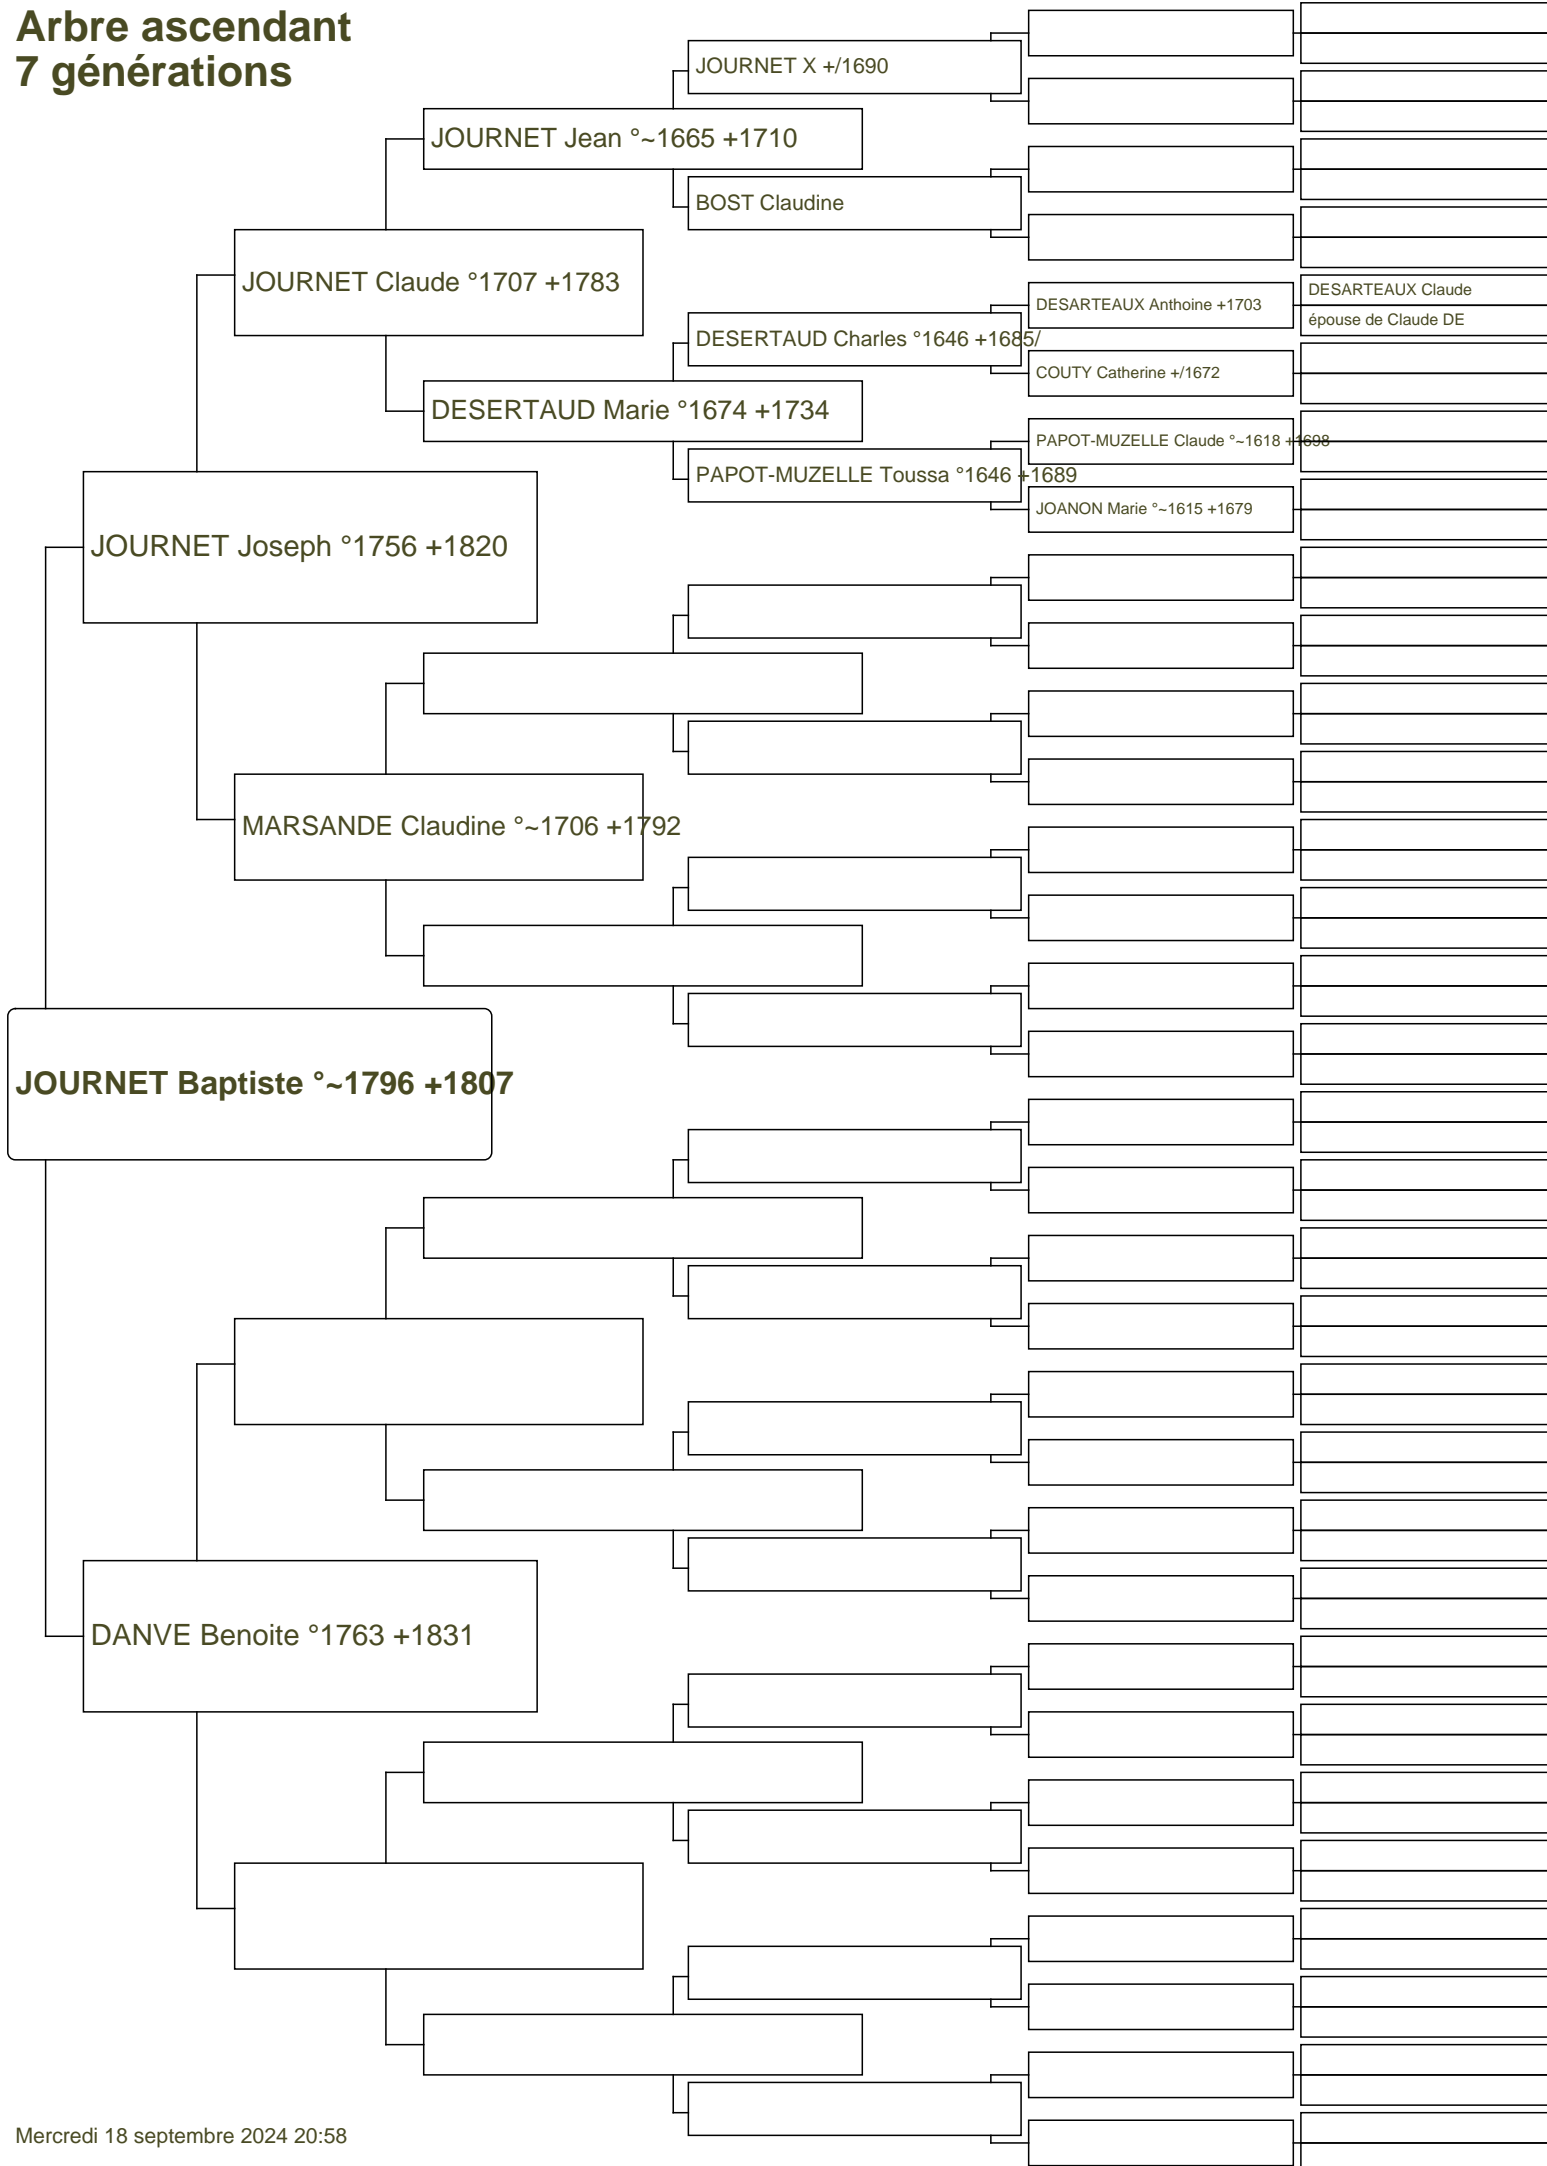 Arbre ascendant
7 générations
JOURNET X +/1690
JOURNET Jean °~1665 +1710
BOST Claudine
JOURNET Claude °1707 +1783
DESARTEAUX Claude
DESARTEAUX Anthoine +1703
épouse de Claude DE
DESERTAUD Charles °1646 +1685/
COUTY Catherine +/1672
DESERTAUD Marie °1674 +1734
PAPOT-MUZELLE Claude °~1618 +1698
PAPOT-MUZELLE Toussa °1646 +1689
JOANON Marie °~1615 +1679
JOURNET Joseph °1756 +1820
MARSANDE Claudine °~1706 +1792
JOURNET Baptiste °~1796 +1807
DANVE Benoite °1763 +1831
Mercredi 18 septembre 2024 20:58